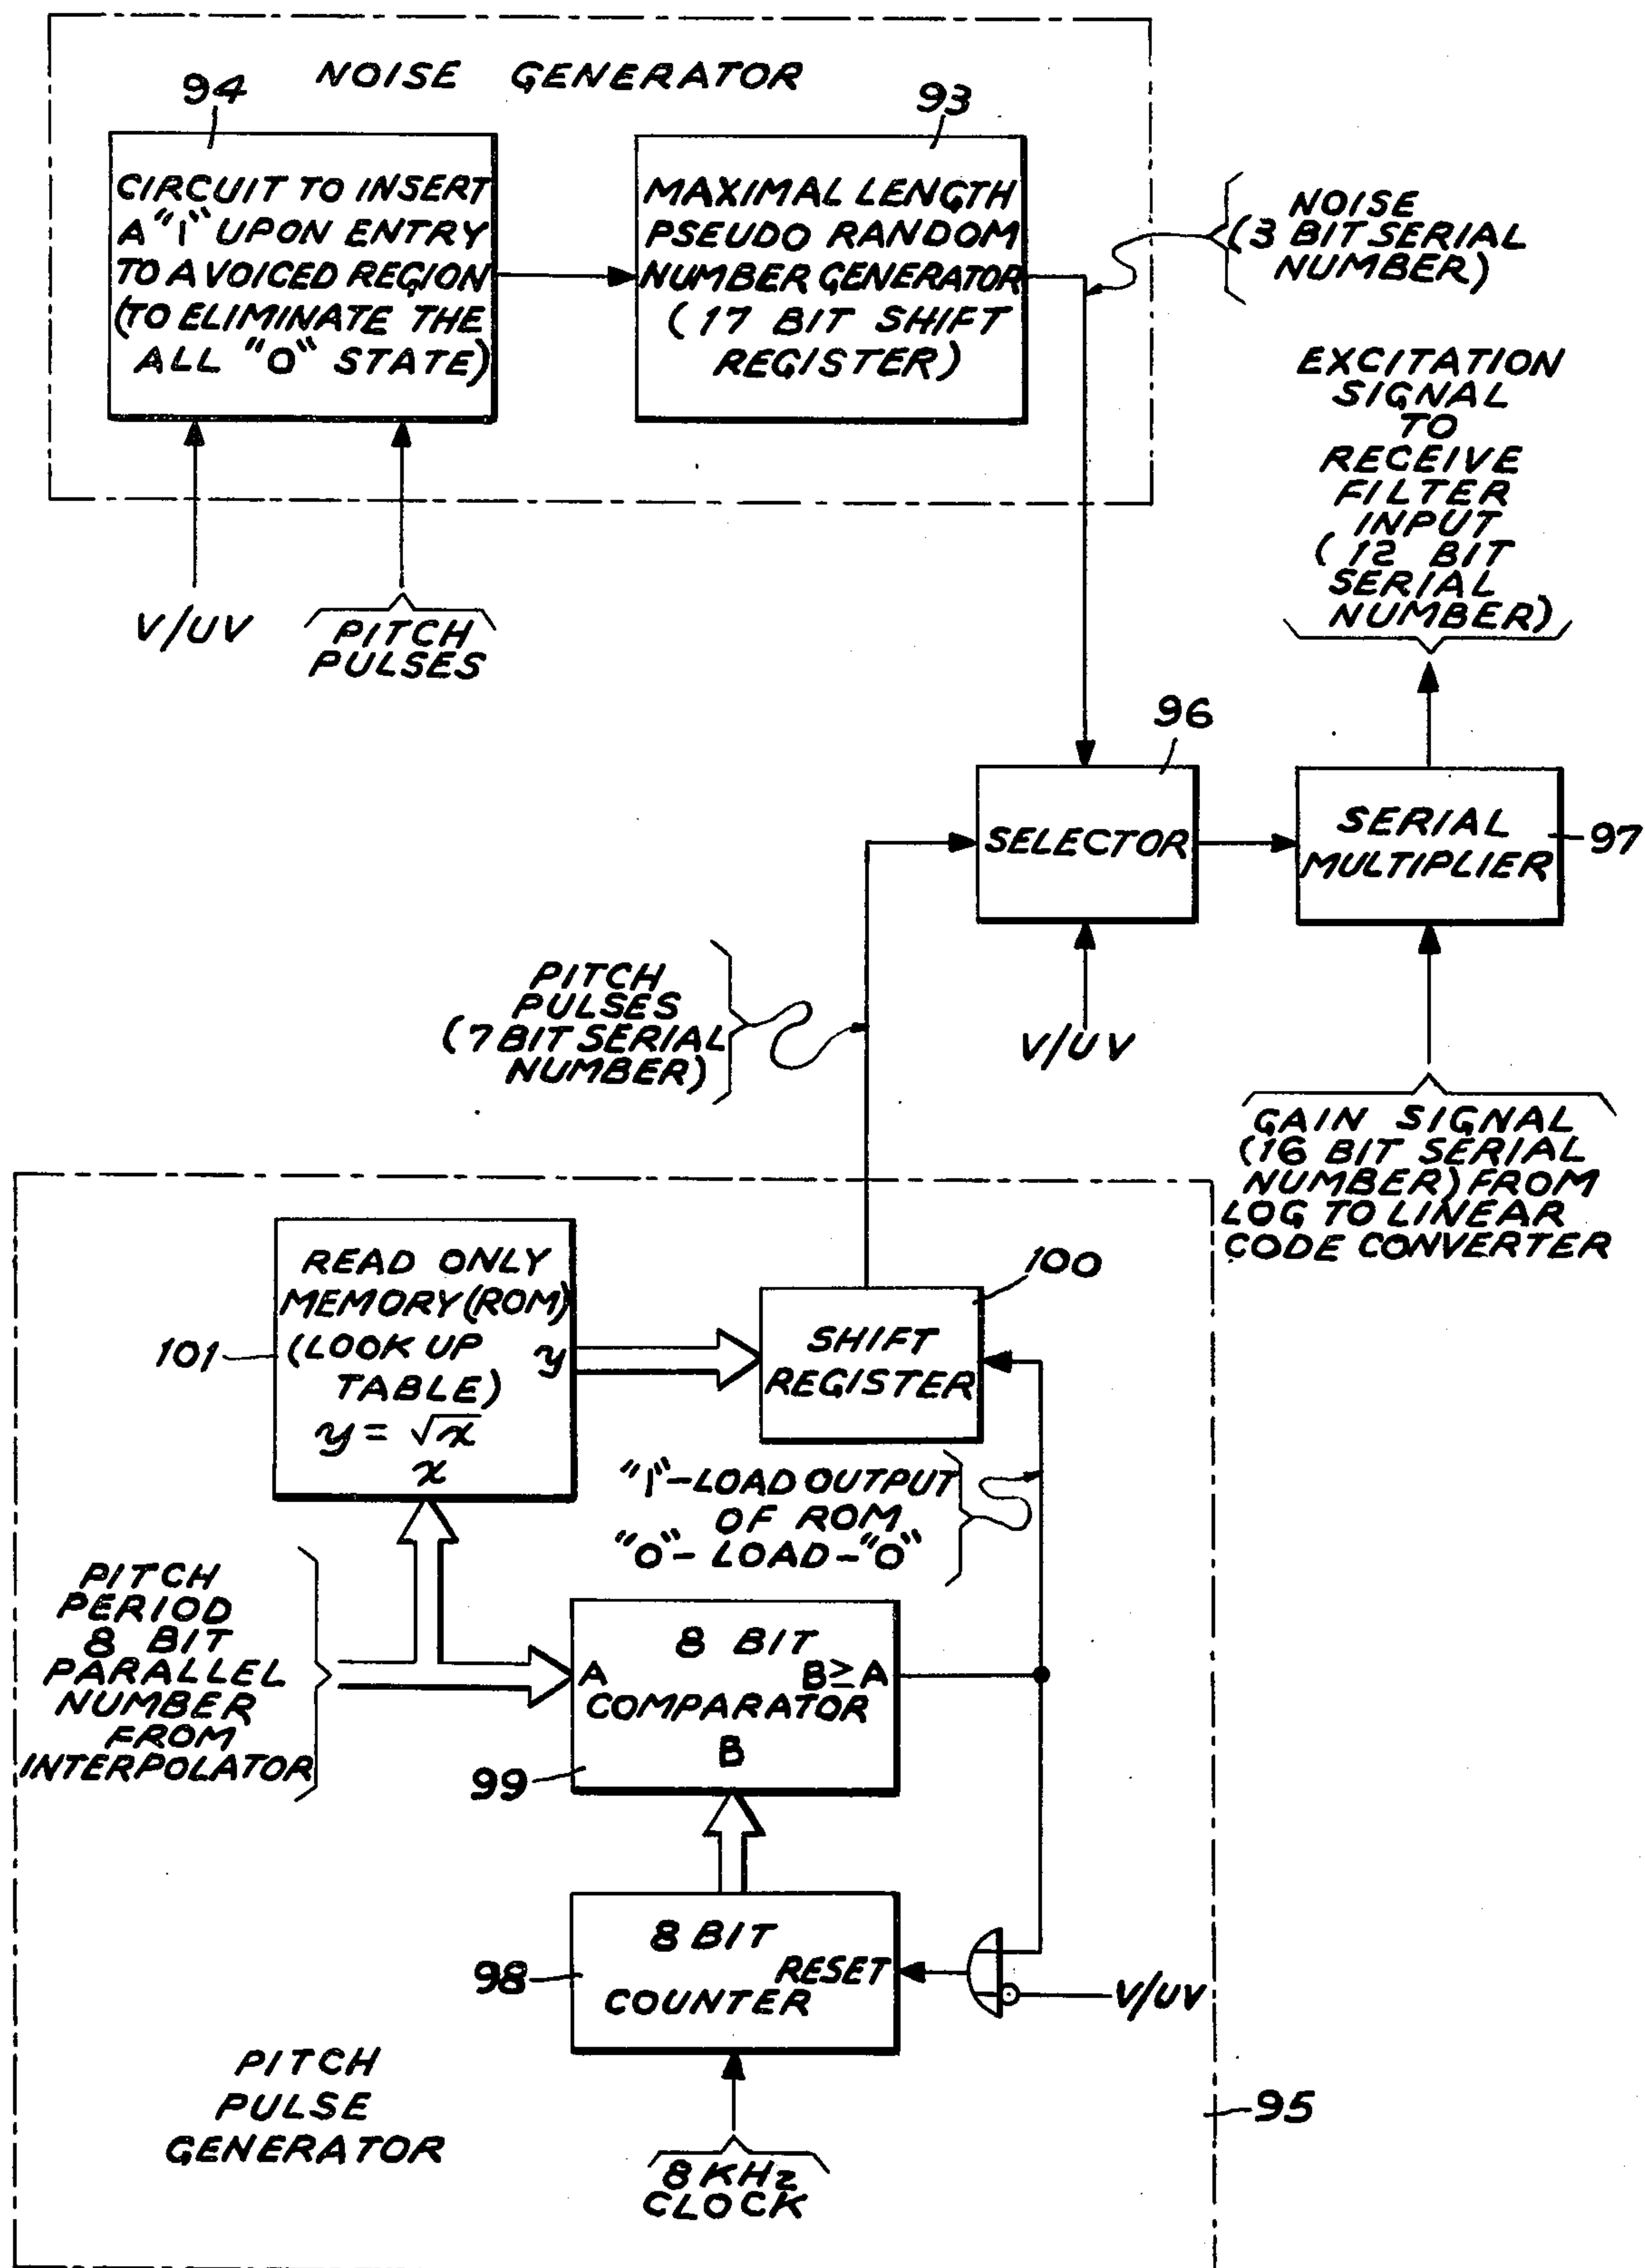 NOISE GENERATOR
94
93
CIRCUIT TO INSERT
A "1" UPON ENTRY
TO A VOICED REGION
(TO ELIMINATE THE
ALL "0" STATE)
MAXIMAL LENGTH
PSEUDO RANDOM
NUMBER GENERATOR
(17 BIT SHIFT
REGISTER)
NOISE
(3 BIT SERIAL
NUMBER)
V/UV
PITCH
PULSES
EXCITATION
SIGNAL
TO
RECEIVE
FILTER
INPUT
(12 BIT
SERIAL
NUMBER)
96
SELECTOR
SERIAL
MULTIPLIER
97
V/UV
PITCH
PULSES
(7 BIT SERIAL
NUMBER)
GAIN SIGNAL
(16 BIT SERIAL
NUMBER) FROM
LOG TO LINEAR
CODE CONVERTER
READ ONLY
MEMORY (ROM)
(LOOK UP
TABLE)
y = √x
x
y
101
100
SHIFT
REGISTER
"1"-LOAD OUTPUT
OF ROM
"0"- LOAD-"0"
PITCH
PERIOD
8 BIT
PARALLEL
NUMBER
FROM
INTERPOLATOR
8 BIT
A B≥A
COMPARATOR
B
99
8 BIT
RESET
COUNTER
98
V/UV
PITCH
PULSE
GENERATOR
95
8 KHz
CLOCK